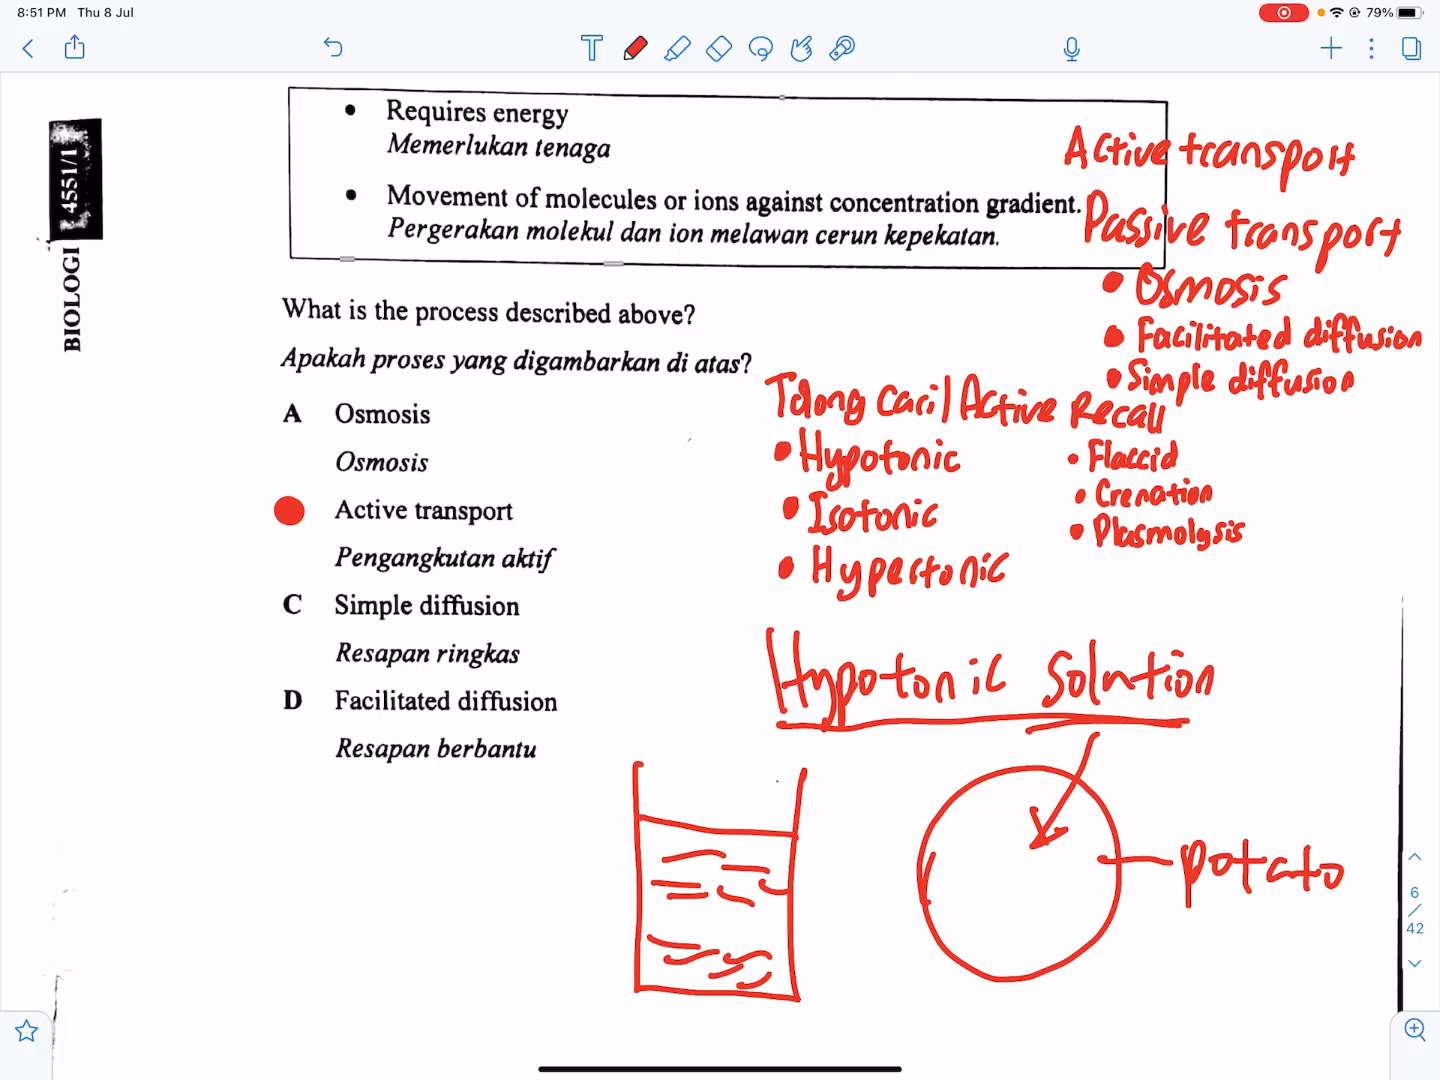 8:51 PM Thu 8 Jul
79%
BIOLOGI 4551/1
• Requires energy
Memerlukan tenaga
• Movement of molecules or ions against concentration gradient.
Pergerakan molekul dan ion melawan cerun kepekatan.
What is the process described above?
Apakah proses yang digambarkan di atas?
A Osmosis
Osmosis
Active transport
Pengangkutan aktif
C Simple diffusion
Resapan ringkas
D Facilitated diffusion
Resapan berbantu
Active transport
Passive transport
• Osmosis
• Facilitated diffusion
• Simple diffusion
Tolong cari/Active Recall
• Hypotonic
• Isotonic
• Hypertonic
• Flaccid
• Crenation
• Plasmolysis
Hypotonic solution
potato
6
/
42